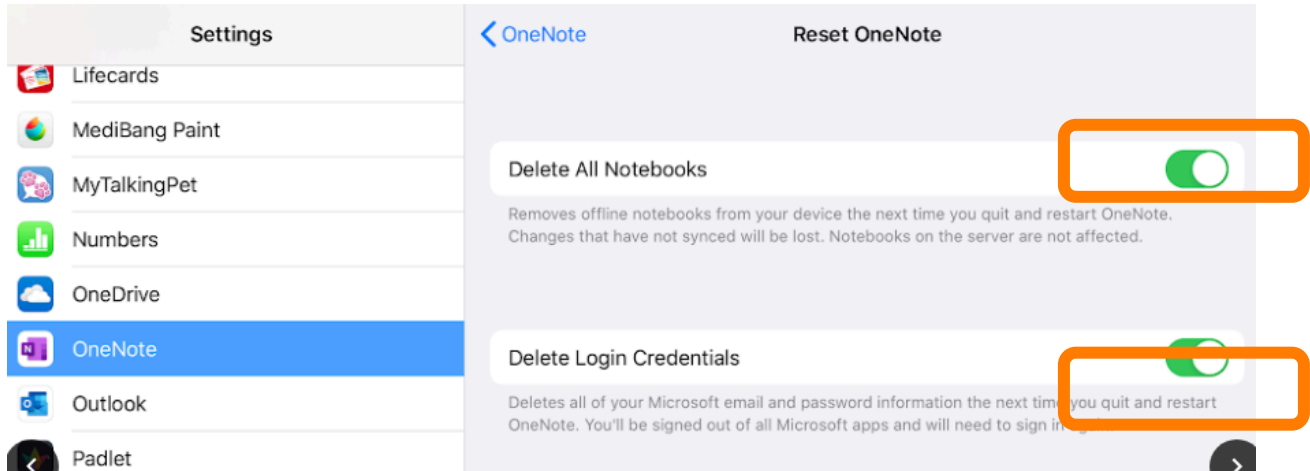 Settings
Lifecards
MediBang Paint
MyTalkingPet
Numbers
OneDrive
OneNote
Outlook
Padlet
OneNote
Reset OneNote
Delete All Notebooks
Removes offline notebooks from your device the next time you quit and restart OneNote.
Changes that have not synced will be lost. Notebooks on the server are not affected.
Delete Login Credentials
Deletes all of your Microsoft email and password information the next time you quit and restart
OneNote. You'll be signed out of all Microsoft apps and will need to sign in